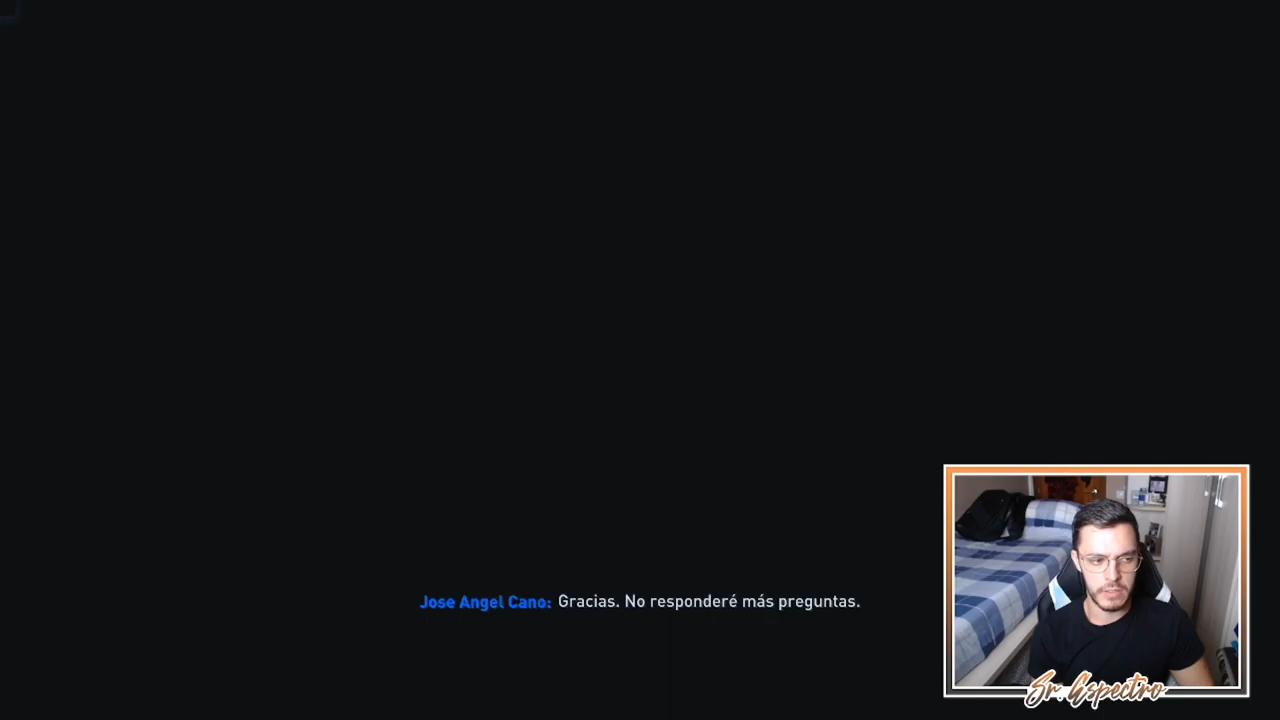 Jose Angel Cano: Gracias. No responderé más preguntas.
Sr. Espectro